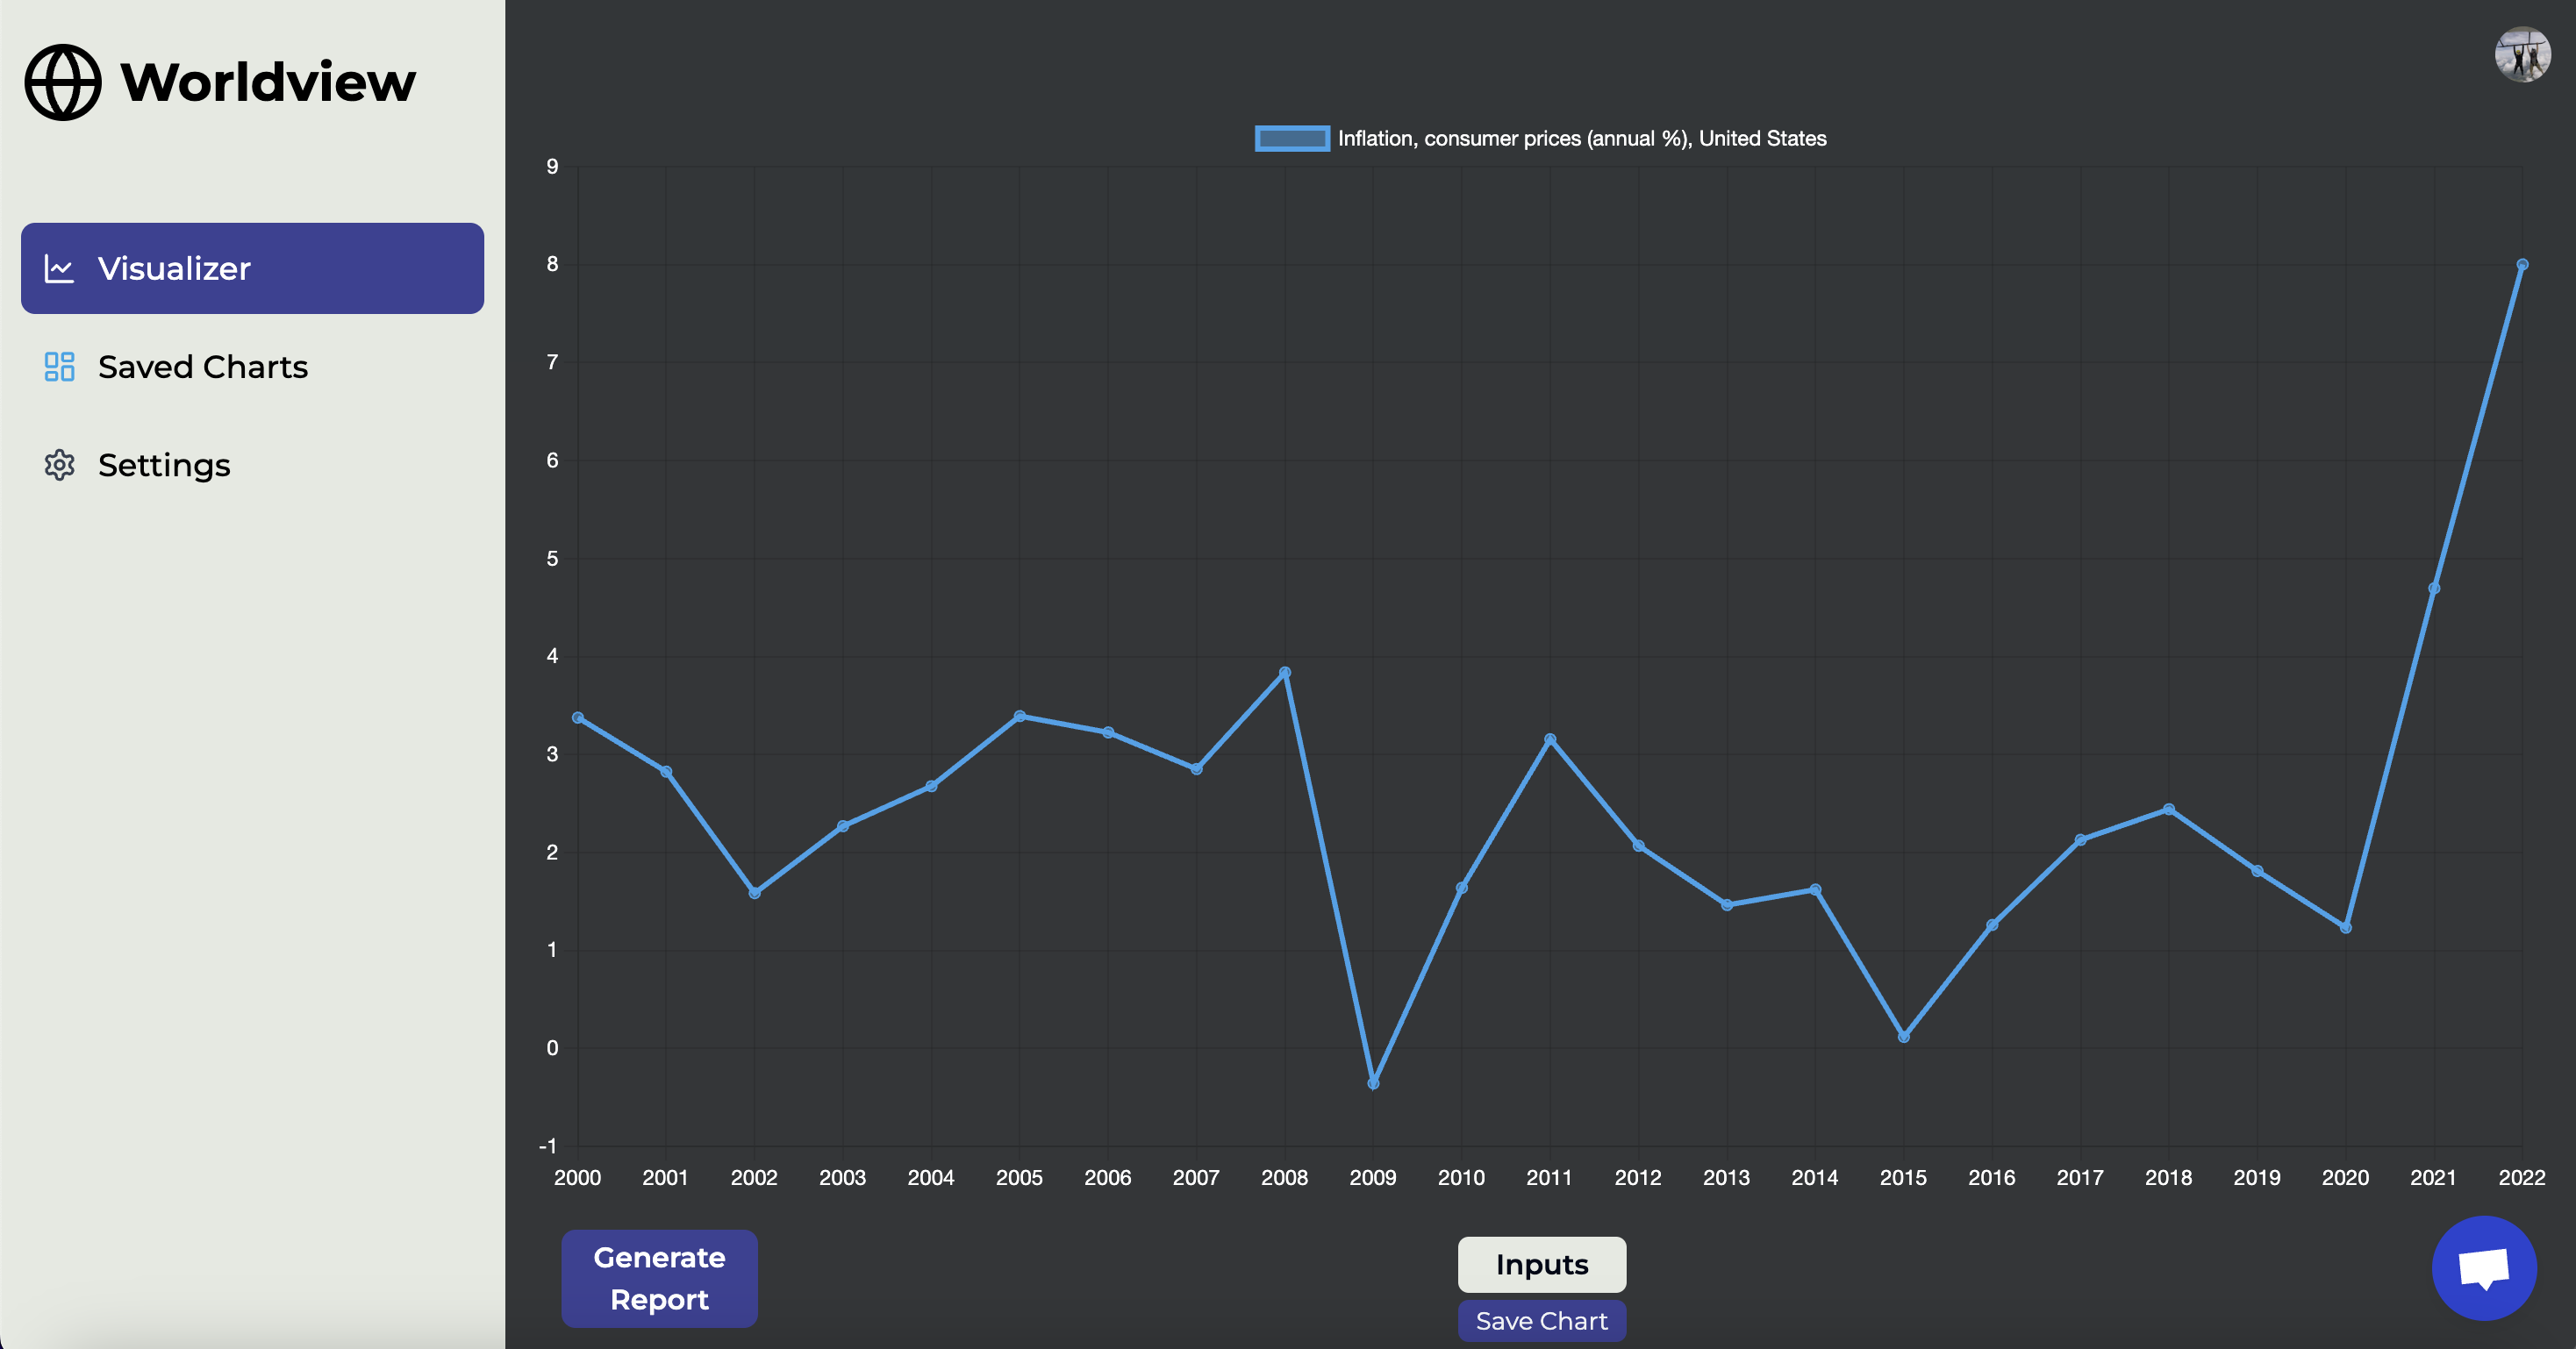 Worldview
Visualizer
Saved Charts
Settings
Inflation, consumer prices (annual %), United States
9
8
7
6
5
4
3
2
1
0
-1
2000 2001 2002 2003 2004 2005 2006 2007 2008 2009 2010 2011 2012 2013 2014 2015 2016 2017 2018 2019 2020 2021 2022
Generate
Report
Inputs
Save Chart